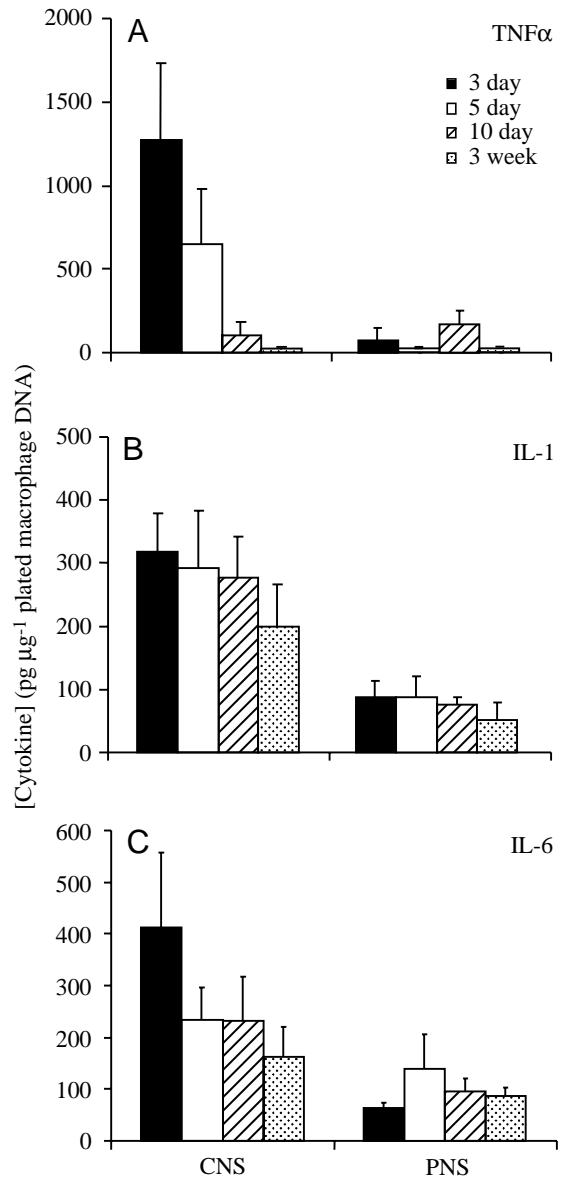 [Cytokine] (pg µg-1 plated macrophage DNA)
A
TNFα
3 day
5 day
10 day
3 week
2000
1500
1000
500
0
B
IL-1
500
400
300
200
100
0
C
IL-6
600
500
400
300
200
100
0
CNS
PNS